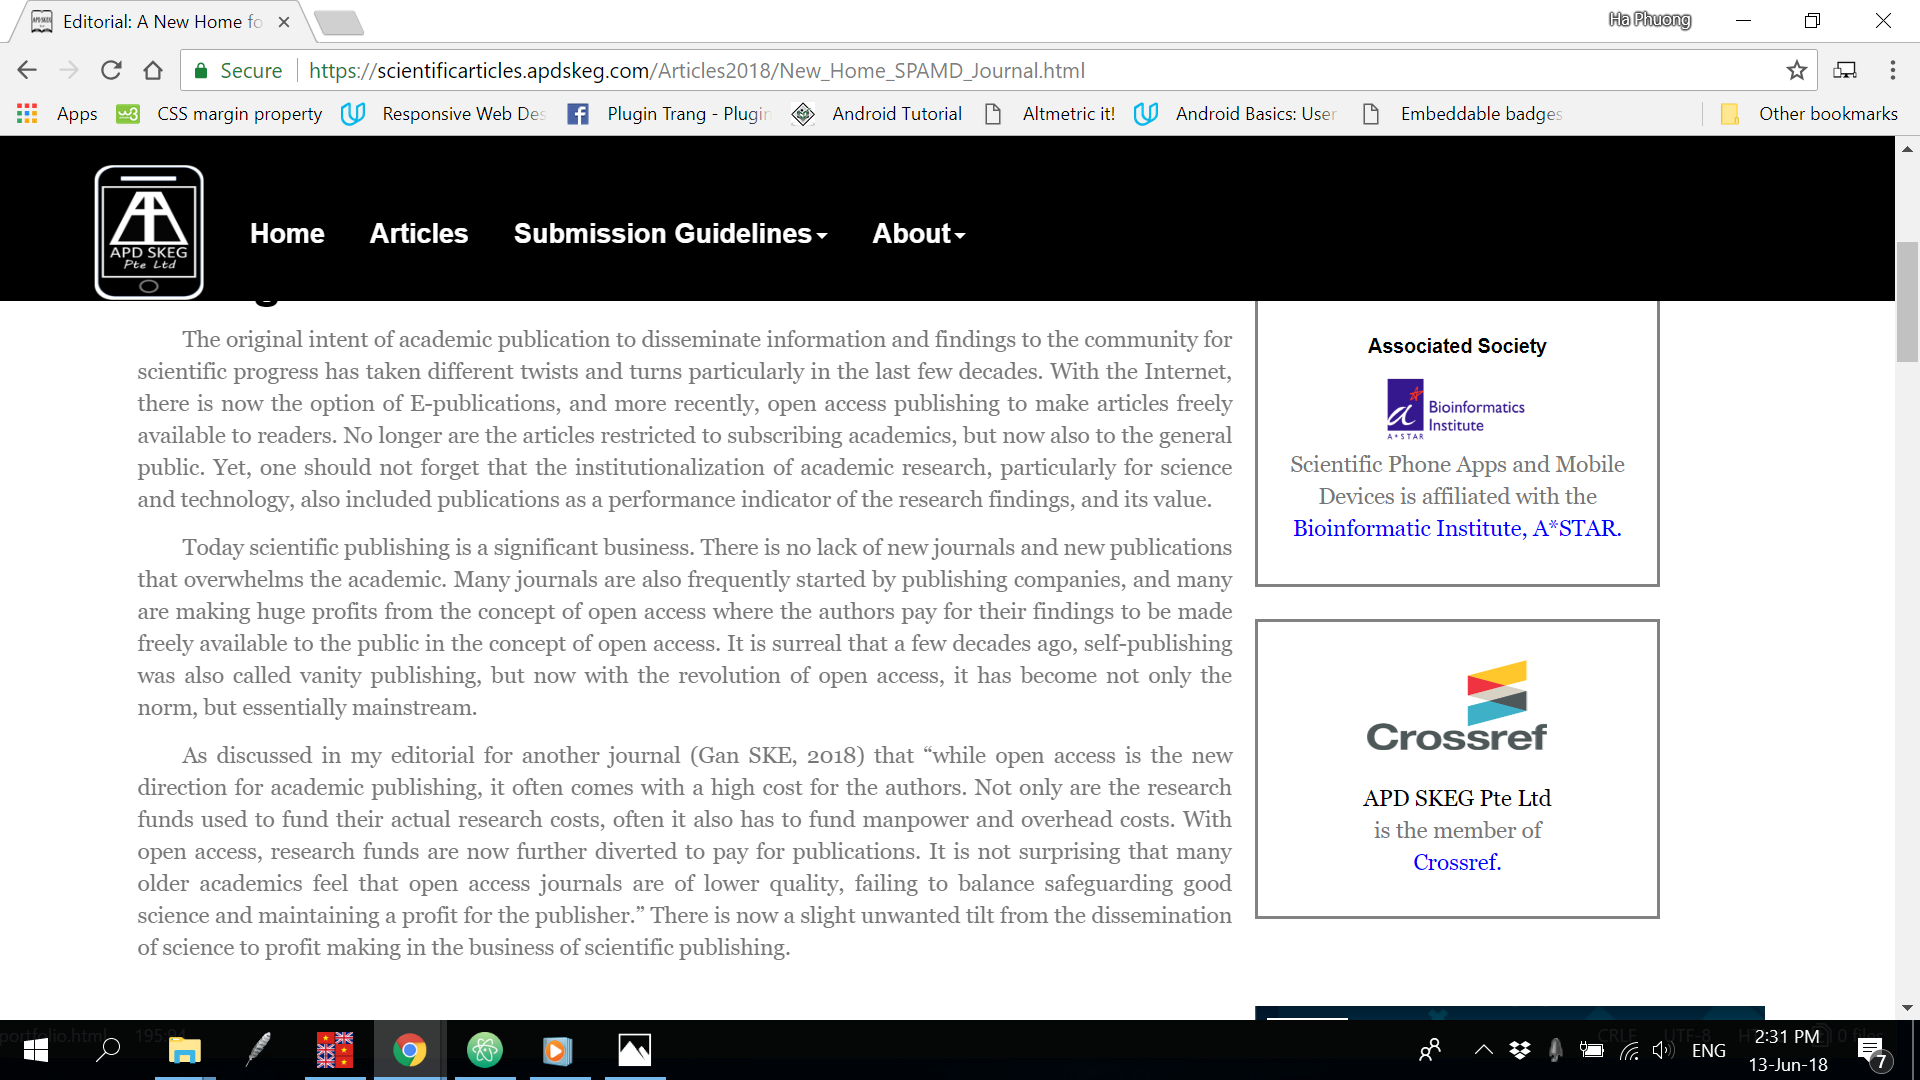 Editorial: A New Home fo
Ha Phuong
Secure
https://scientificarticles.apdskeg.com/Articles2018/New_Home_SPAMD_Journal.html
Apps
w3
CSS margin property
Responsive Web Des
Plugin Trang - Plugin
Android Tutorial
Altmetric it!
Android Basics: User
Embeddable badges
Other bookmarks
APD SKEG
Pte Ltd
Home
Articles
Submission Guidelines
About
The original intent of academic publication to disseminate information and findings to the community for
scientific progress has taken different twists and turns particularly in the last few decades. With the Internet,
there is now the option of E-publications, and more recently, open access publishing to make articles freely
available to readers. No longer are the articles restricted to subscribing academics, but now also to the general
public. Yet, one should not forget that the institutionalization of academic research, particularly for science
and technology, also included publications as a performance indicator of the research findings, and its value.
Today scientific publishing is a significant business. There is no lack of new journals and new publications
that overwhelms the academic. Many journals are also frequently started by publishing companies, and many
are making huge profits from the concept of open access where the authors pay for their findings to be made
freely available to the public in the concept of open access. It is surreal that a few decades ago, self-publishing
was also called vanity publishing, but now with the revolution of open access, it has become not only the
norm, but essentially mainstream.
As discussed in my editorial for another journal (Gan SKE, 2018) that “while open access is the new
direction for academic publishing, it often comes with a high cost for the authors. Not only are the research
funds used to fund their actual research costs, often it also has to fund manpower and overhead costs. With
open access, research funds are now further diverted to pay for publications. It is not surprising that many
older academics feel that open access journals are of lower quality, failing to balance safeguarding good
science and maintaining a profit for the publisher.” There is now a slight unwanted tilt from the dissemination
of science to profit making in the business of scientific publishing.
Associated Society
a
A*STAR
Bioinformatics
Institute
Scientific Phone Apps and Mobile
Devices is affiliated with the
Bioinformatic Institute, A*STAR.
Crossref
APD SKEG Pte Ltd
is the member of
Crossref.
portfolio.html
195:94
CRLF
UTF-8
0 files
ENG
2:31 PM
13-Jun-18
7